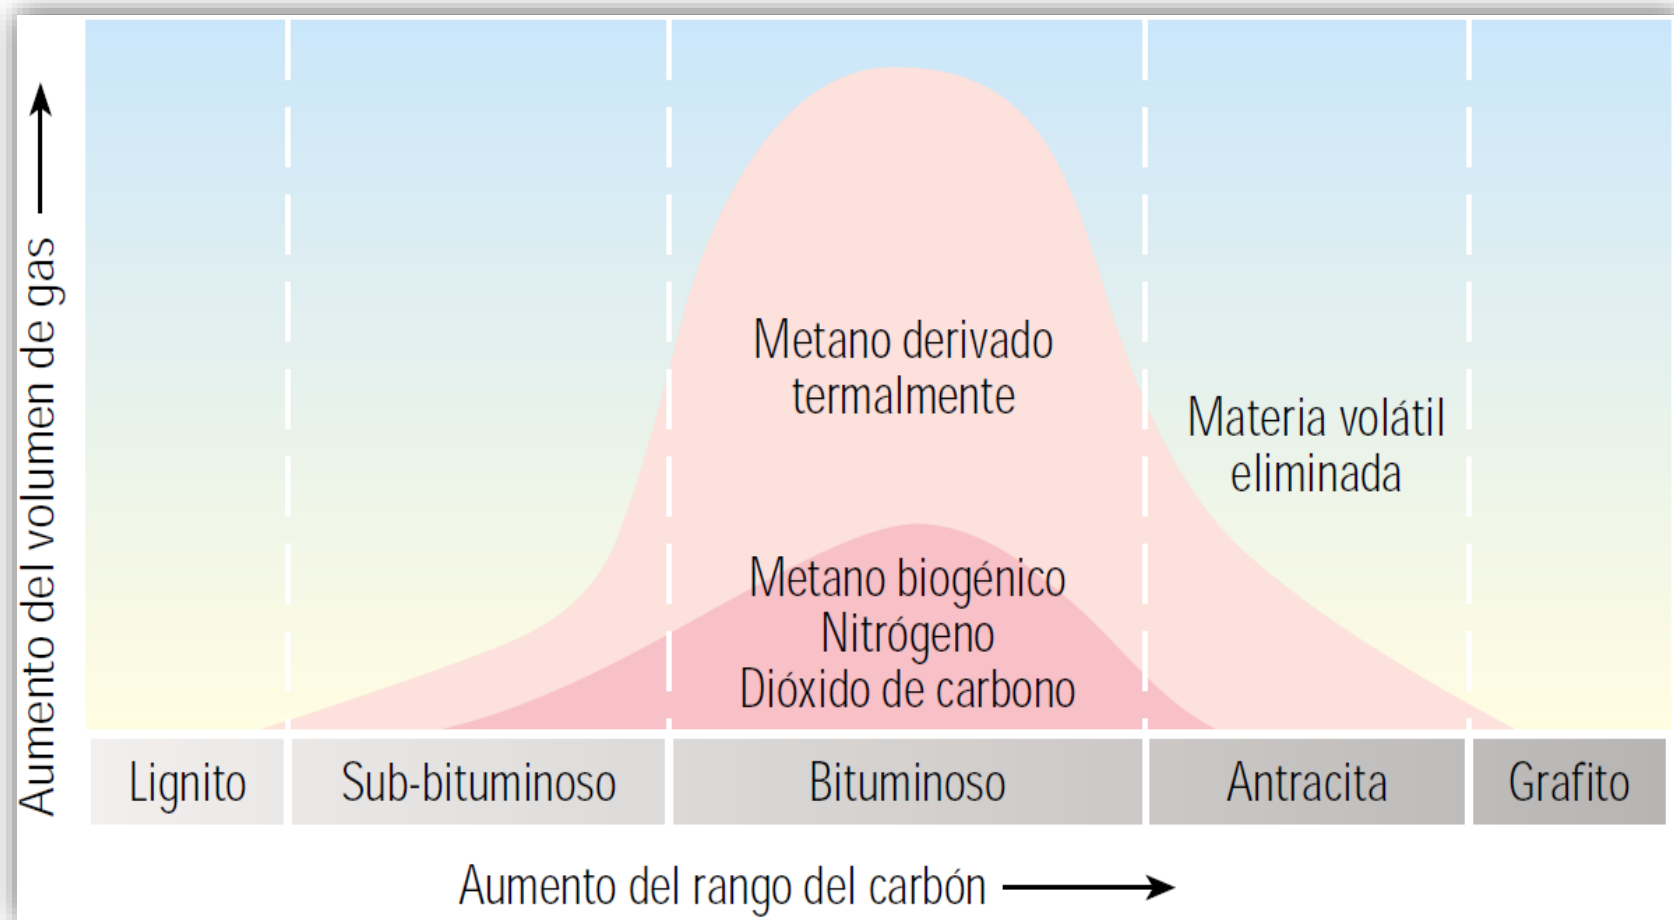 Aumento del volumen de gas
Metano derivado
termalmente
Materia volátil
eliminada
Metano biogénico
Nitrógeno
Dióxido de carbono
Lignito
Sub-bituminoso
Bituminoso
Antracita
Grafito
Aumento del rango del carbón